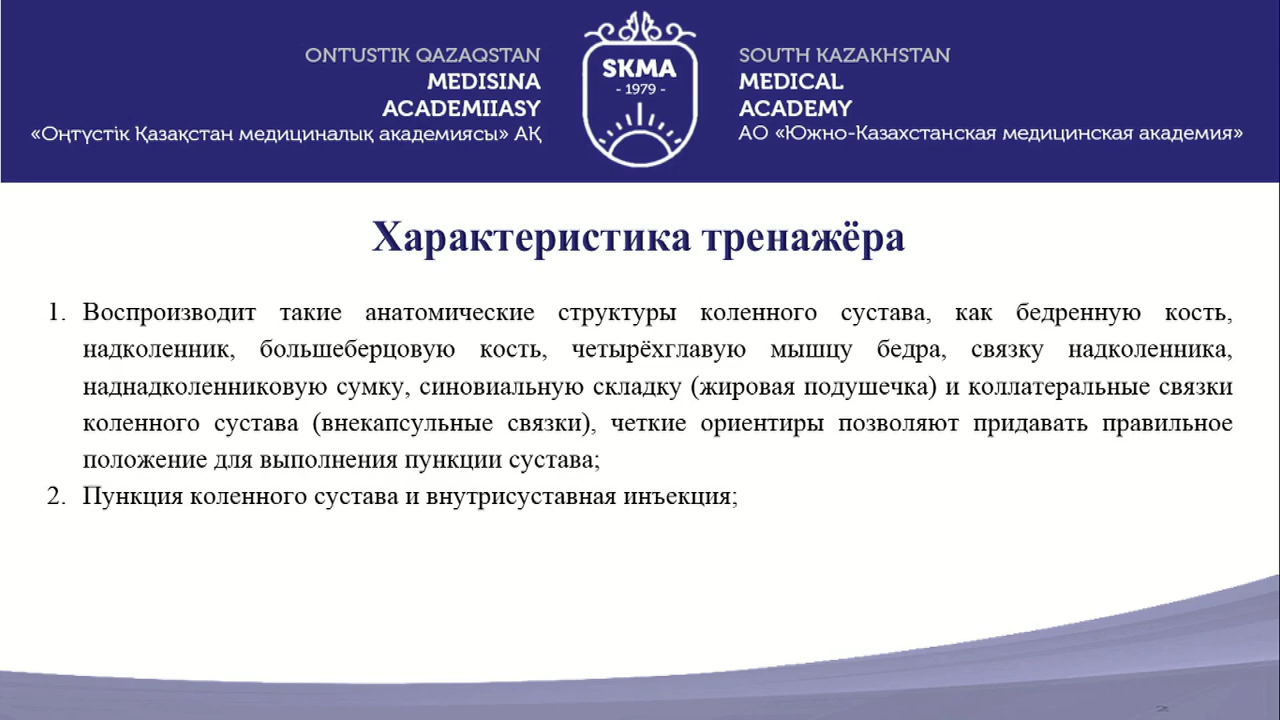 ONTUSTIK QAZAQSTAN
MEDISINA
ACADEMIIASY
«Оңтүстік Қазақстан медициналық академиясы» АҚ
SKMA
- 1979 -
SOUTH KAZAKHSTAN
MEDICAL
ACADEMY
АО «Южно-Казахстанская медицинская академия»
Характеристика тренажёра
1. Воспроизводит такие анатомические структуры коленного сустава, как бедренную кость,
надколенник, большеберцовую кость, четырёхглавую мышцу бедра, связку надколенника,
наднадколенниковую сумку, синовиальную складку (жировая подушечка) и коллатеральные связки
коленного сустава (внекапсульные связки), четкие ориентиры позволяют придавать правильное
положение для выполнения пункции сустава;
2. Пункция коленного сустава и внутрисуставная инъекция;
2